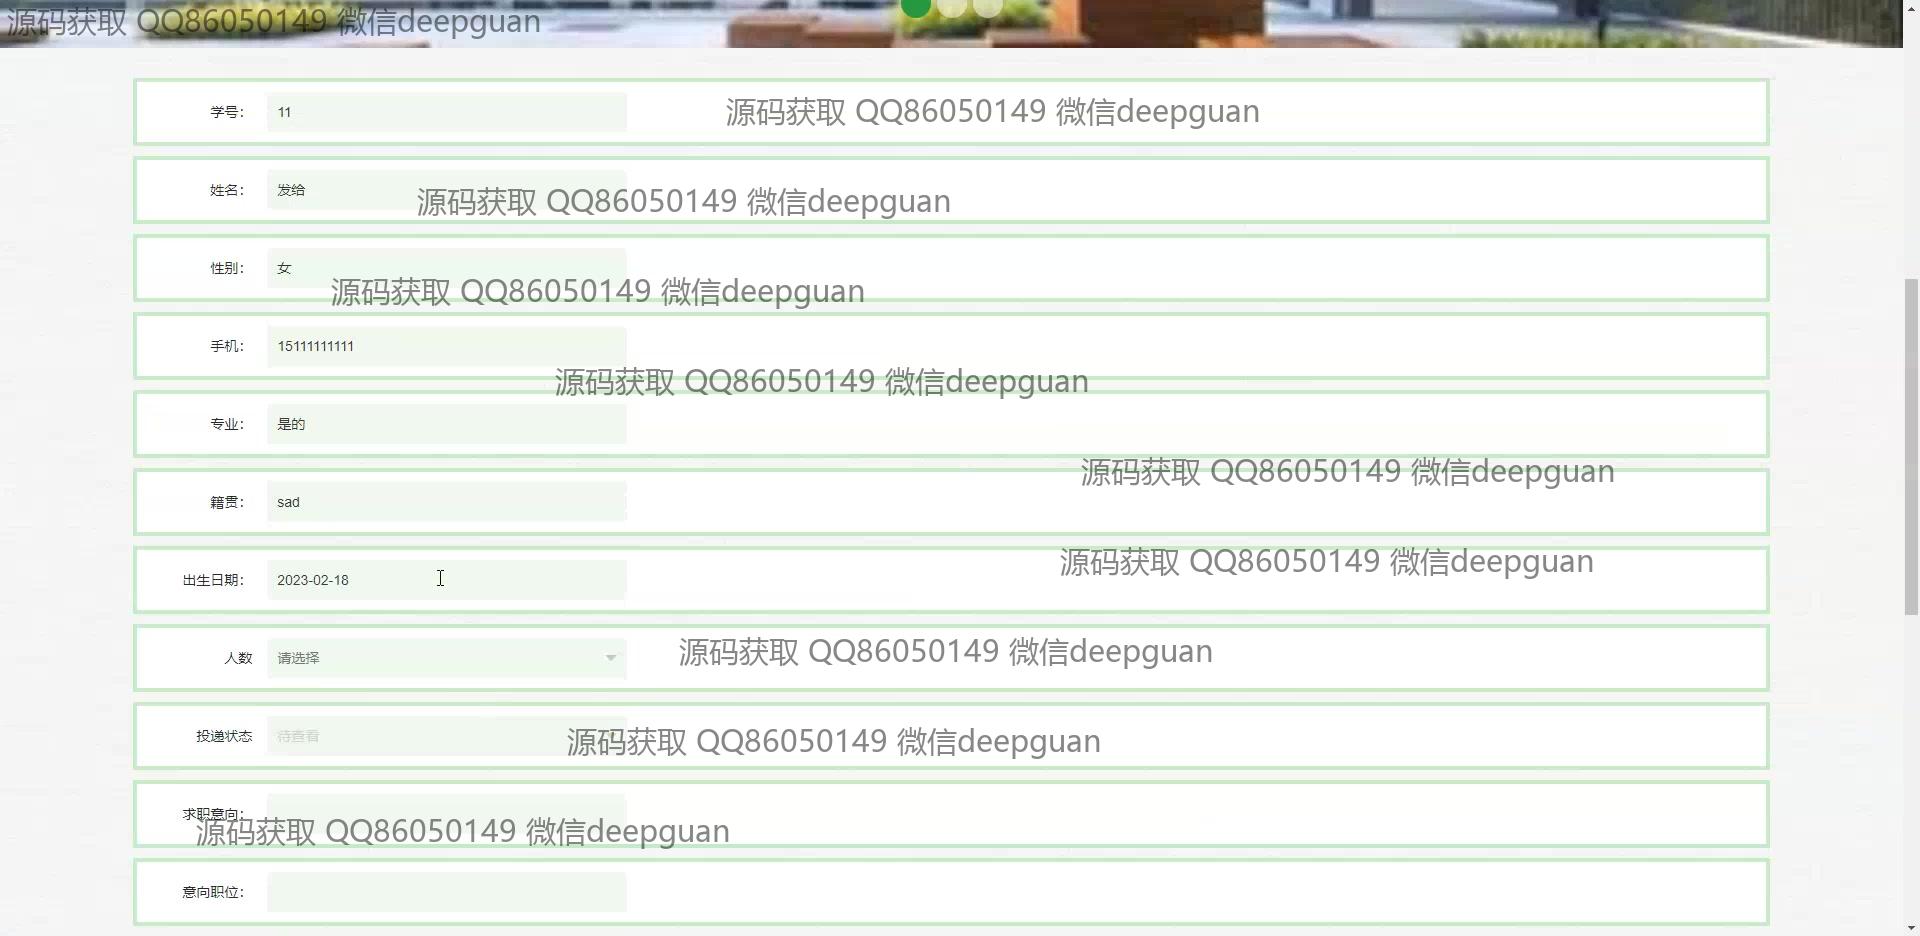 源码获取 QQ86050149 微信deepguan
学号： 11
源码获取 QQ86050149 微信deepguan
姓名： 发给
源码获取 QQ86050149 微信deepguan
性别： 女
源码获取 QQ86050149 微信deepguan
手机： 15111111111
源码获取 QQ86050149 微信deepguan
专业： 是的
源码获取 QQ86050149 微信deepguan
籍贯： sad
源码获取 QQ86050149 微信deepguan
出生日期： 2023-02-18
源码获取 QQ86050149 微信deepguan
人数 请选择
投递状态 待查看
源码获取 QQ86050149 微信deepguan
求职意向：
源码获取 QQ86050149 微信deepguan
意向职位：